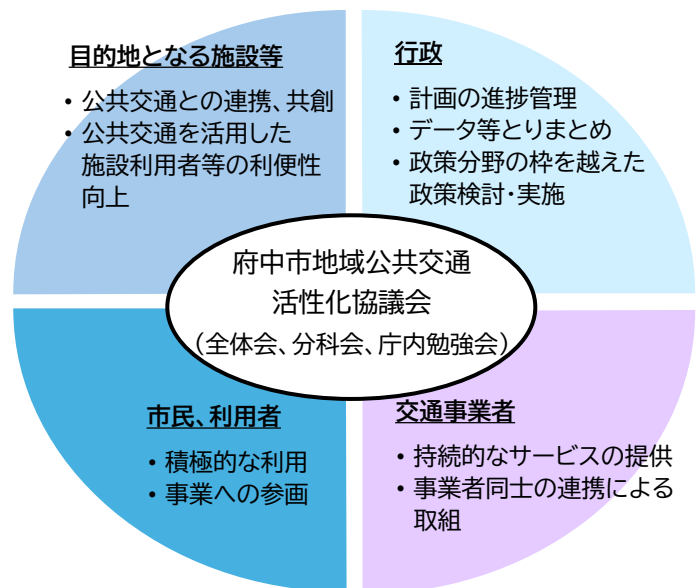 目的地となる施設等
・公共交通との連携、共創
・公共交通を活用した
施設利用者等の利便性
向上
行政
・計画の進捗管理
・データ等とりまとめ
・政策分野の枠を越えた
政策検討・実施
府中市地域公共交通
活性化協議会
（全体会、分科会、庁内勉強会）
市民、利用者
・積極的な利用
・事業への参画
交通事業者
・持続的なサービスの提供
・事業者同士の連携による
取組